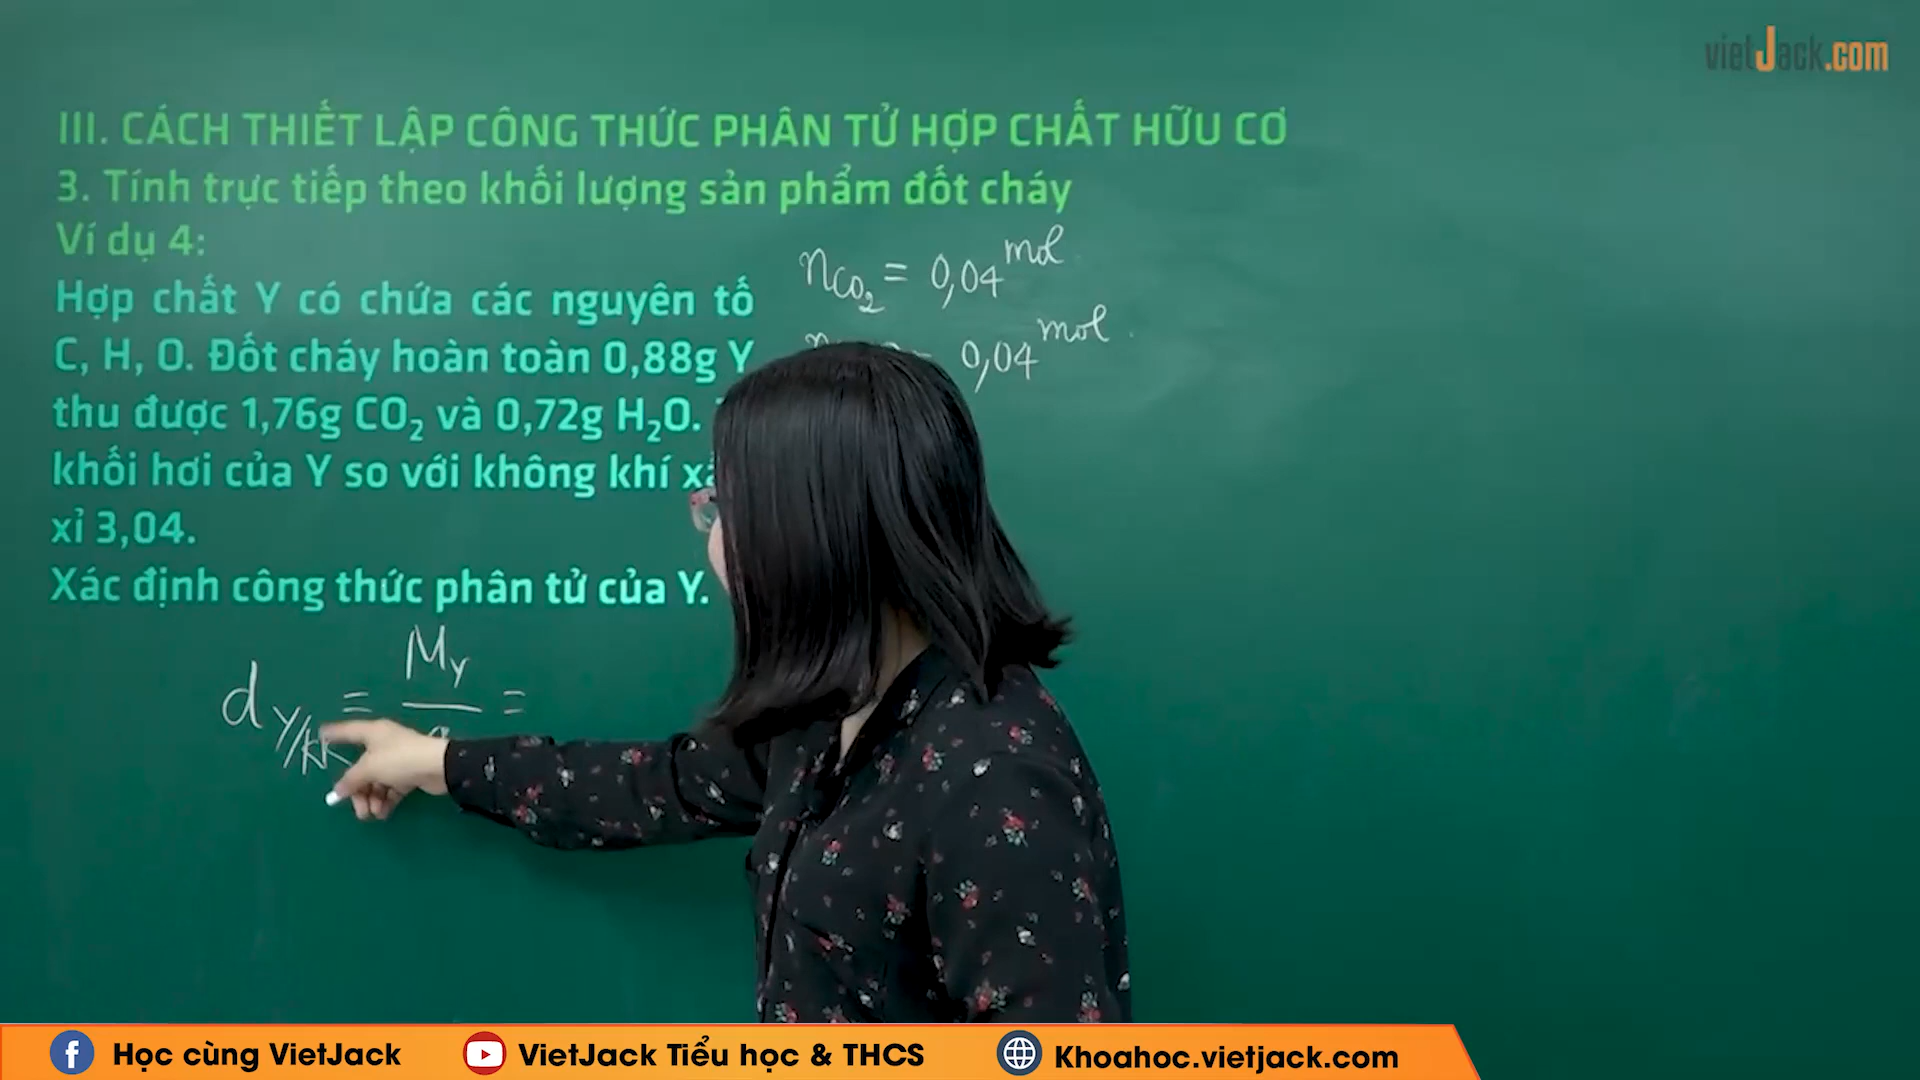 vietJack.com
III. CÁCH THIẾT LẬP CÔNG THỨC PHÂN TỬ HỢP CHẤT HỮU CƠ
3. Tính trực tiếp theo khối lượng sản phẩm đốt cháy
Ví dụ 4:
Hợp chất Y có chứa các nguyên tố
C, H, O. Đốt cháy hoàn toàn 0,88g Y
thu được 1,76g CO₂ và 0,72g H₂O.
khối hơi của Y so với không khí
xỉ 3,04.
Xác định công thức phân tử của Y.
nCO₂ = 0,04 mol
0,04 mol
d Y/kk = M_Y =
Học cùng VietJack
VietJack Tiểu học & THCS
Khoahoc.vietjack.com